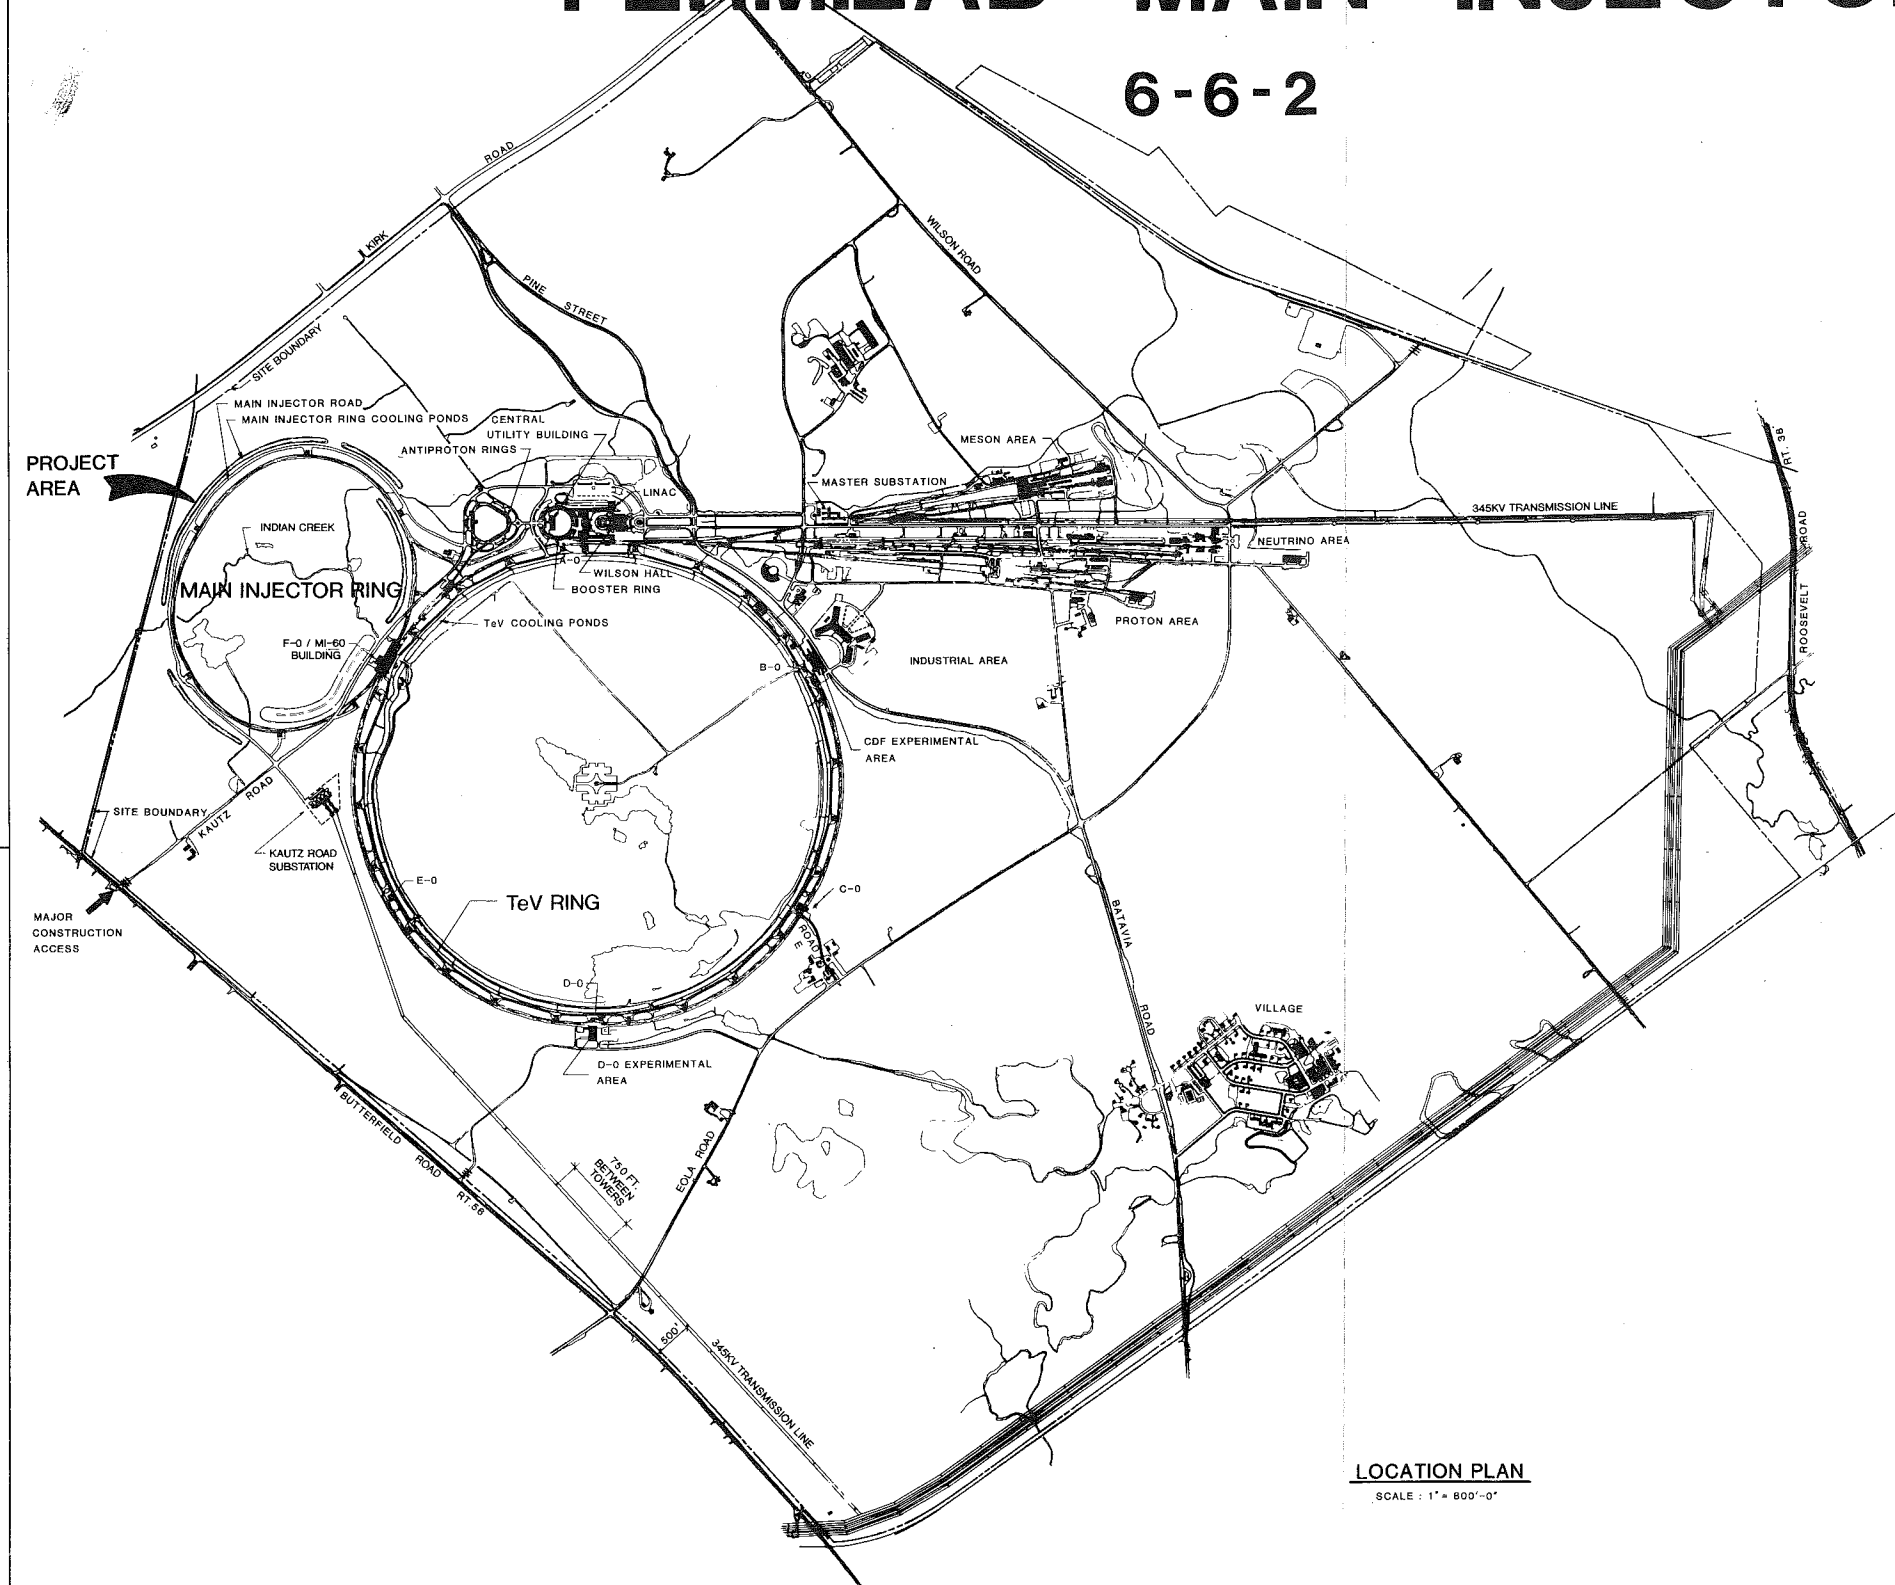 FERMILAB MAIN INJECTOR
6-6-2
ROAD
KIRK
WILSON ROAD
PINE
STREET
SITE BOUNDARY
MAIN INJECTOR ROAD
MAIN INJECTOR RING COOLING PONDS
CENTRAL
UTILITY BUILDING
ANTIPROTON RINGS
MESON AREA
RT. 38
PROJECT
AREA
MASTER SUBSTATION
LINAC
345KV TRANSMISSION LINE
INDIAN CREEK
NEUTRINO AREA
ROAD
A-0
WILSON HALL
MAIN INJECTOR RING
BOOSTER RING
ROOSEVELT
TeV COOLING PONDS
PROTON AREA
F-0 / MI-60
BUILDING
B-0
INDUSTRIAL AREA
CDF EXPERIMENTAL
AREA
SITE BOUNDARY
KAUTZ
ROAD
KAUTZ ROAD
SUBSTATION
E-0
C-0
TeV RING
MAJOR
CONSTRUCTION
ACCESS
ROAD
E
BATAVIA
D-0
ROAD
VILLAGE
D-0 EXPERIMENTAL
AREA
BUTTERFIELD
ROAD
RT.56
EOLA ROAD
750 FT.
BETWEEN
TOWERS
500'
345KV TRANSMISSION LINE
LOCATION PLAN
SCALE : 1" = 800'-0"